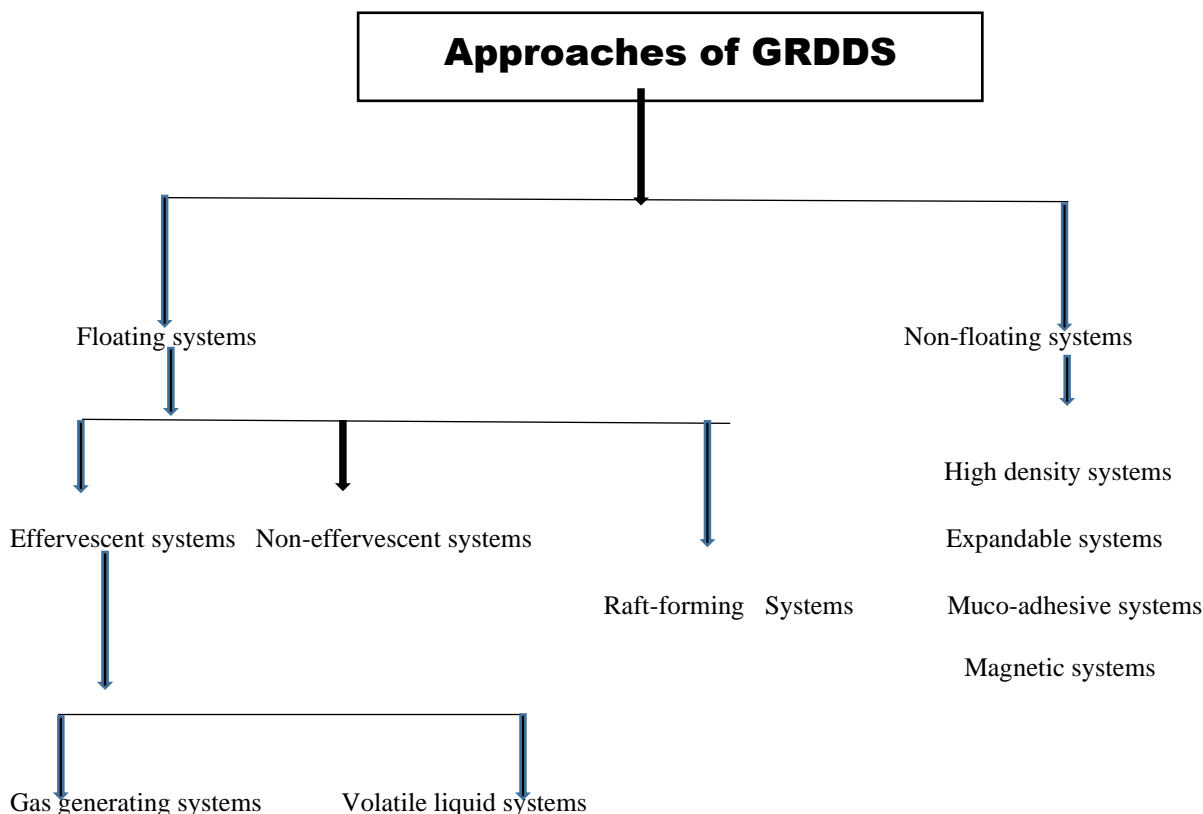 Approaches of GRDDS
Floating systems
Non-floating systems
High density systems
Effervescent systems
Non-effervescent systems
Expandable systems
Raft-forming Systems
Muco-adhesive systems
Magnetic systems
Gas generating systems
Volatile liquid systems